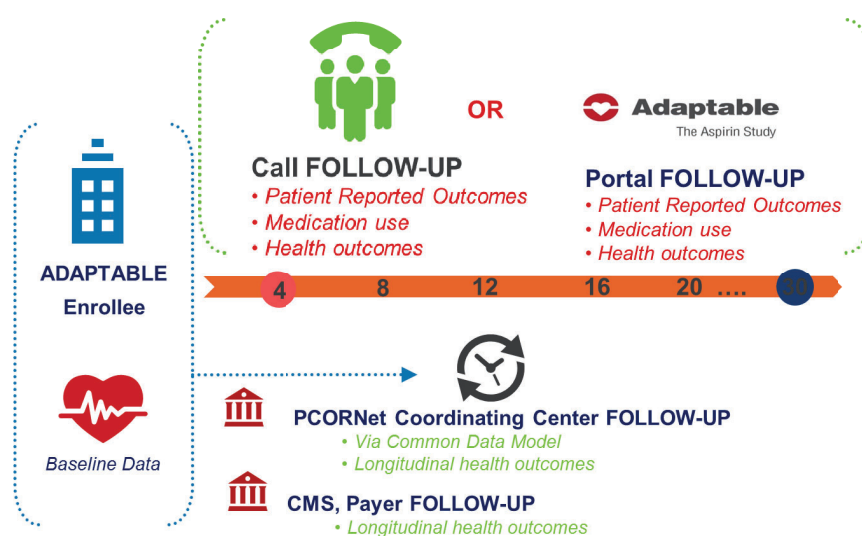 OR
Adaptable
The Aspirin Study
Call FOLLOW-UP
• Patient Reported Outcomes
• Medication use
• Health outcomes
Portal FOLLOW-UP
• Patient Reported Outcomes
• Medication use
• Health outcomes
ADAPTABLE
Enrollee
4 8 12 16 20 .... 30
Baseline Data
PCORNet Coordinating Center FOLLOW-UP
• Via Common Data Model
• Longitudinal health outcomes
CMS, Payer FOLLOW-UP
• Longitudinal health outcomes